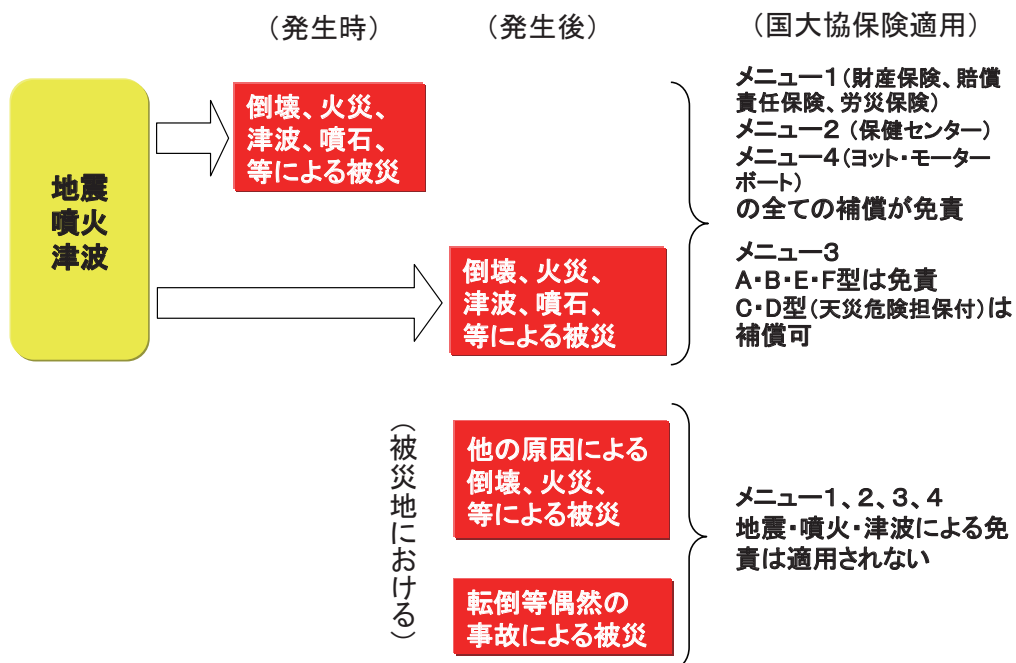 （発生時）
（発生後）
（国大協保険適用）
地震
噴火
津波
倒壊、火災、
津波、噴石、
等による被災
倒壊、火災、
津波、噴石、
等による被災
メニュー1（財産保険、賠償
責任保険、労災保険）
メニュー2 （保健センター）
メニュー4（ヨット・モーター
ボート）
の全ての補償が免責
メニュー3
A・B・E・F型は免責
C・D型（天災危険担保付）は
補償可
（被災地における）
他の原因による
倒壊、火災、
等による被災
転倒等偶然の
事故による被災
メニュー1、2、3、4
地震・噴火・津波による免
責は適用されない